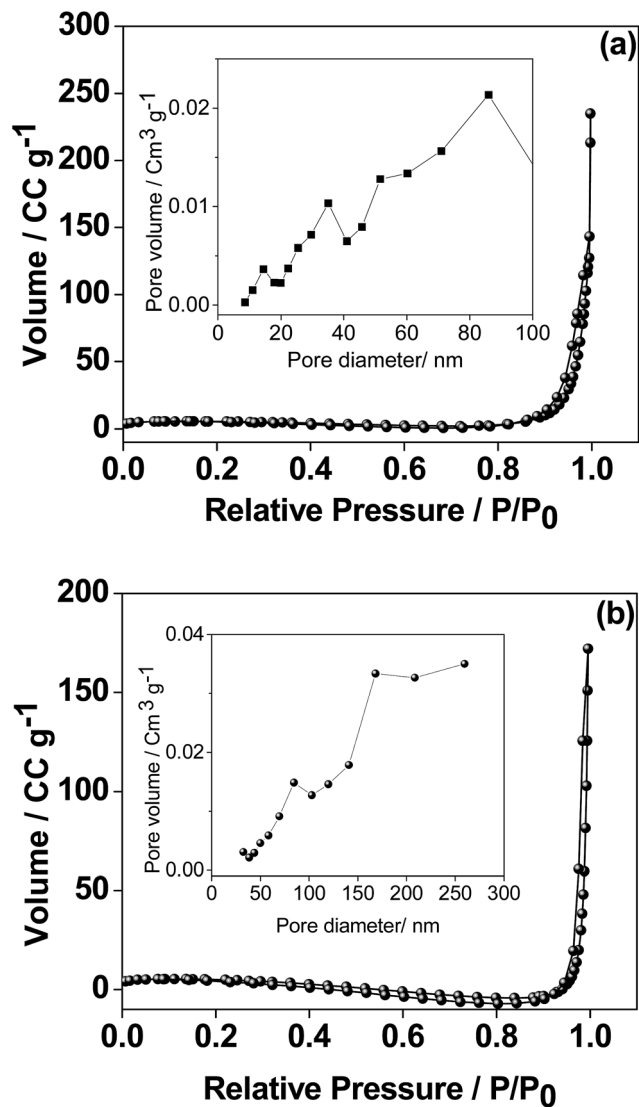 (a)
300
250
200
150
100
50
0
Volume / CC g-1
0.02
0.01
0.00
Pore volume / Cm3 g-1
0 20 40 60 80 100
Pore diameter/ nm
0.0 0.2 0.4 0.6 0.8 1.0
Relative Pressure / P/P0
(b)
200
150
100
50
0
Volume / CC g-1
0.04
0.02
0.00
Pore volume / Cm3 g-1
0 50 100 150 200 250 300
Pore diameter/ nm
0.0 0.2 0.4 0.6 0.8 1.0
Relative Pressure / P/P0